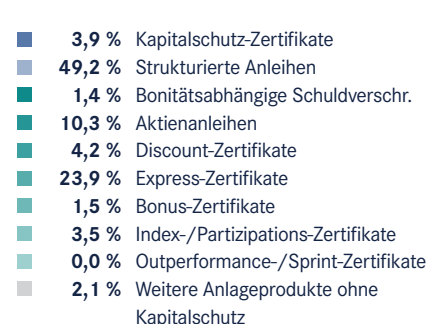 3,9 % Kapitalschutz-Zertifikate
49,2 % Strukturierte Anleihen
1,4 % Bonitätsabhängige Schuldverschr.
10,3 % Aktienanleihen
4,2 % Discount-Zertifikate
23,9 % Express-Zertifikate
1,5 % Bonus-Zertifikate
3,5 % Index-/Partizipations-Zertifikate
0,0 % Outperformance-/Sprint-Zertifikate
2,1 % Weitere Anlageprodukte ohne
Kapitalschutz